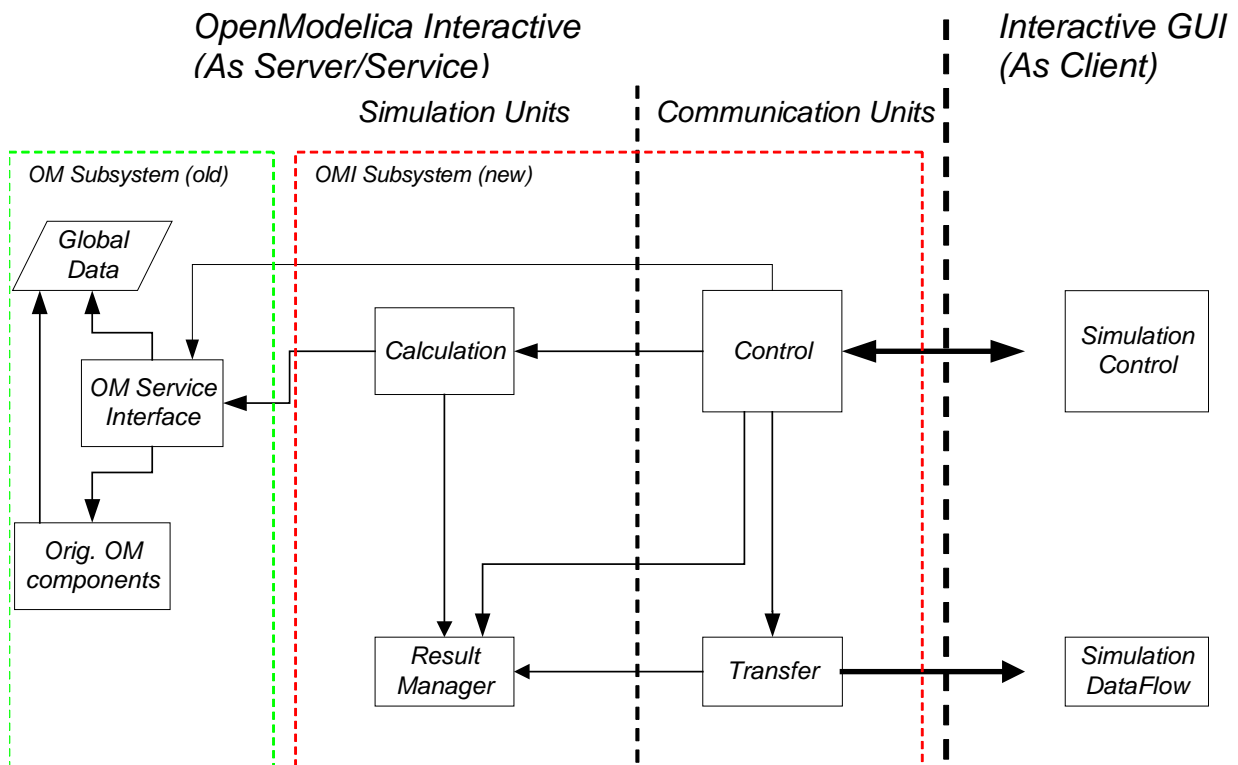 OpenModelica Interactive
(As Server/Service)
Interactive GUI
(As Client)
Simulation Units
Communication Units
OM Subsystem (old)
OMI Subsystem (new)
Global
Data
OM Service
Interface
Orig. OM
components
Calculation
Control
Simulation
Control
Result
Manager
Transfer
Simulation
DataFlow